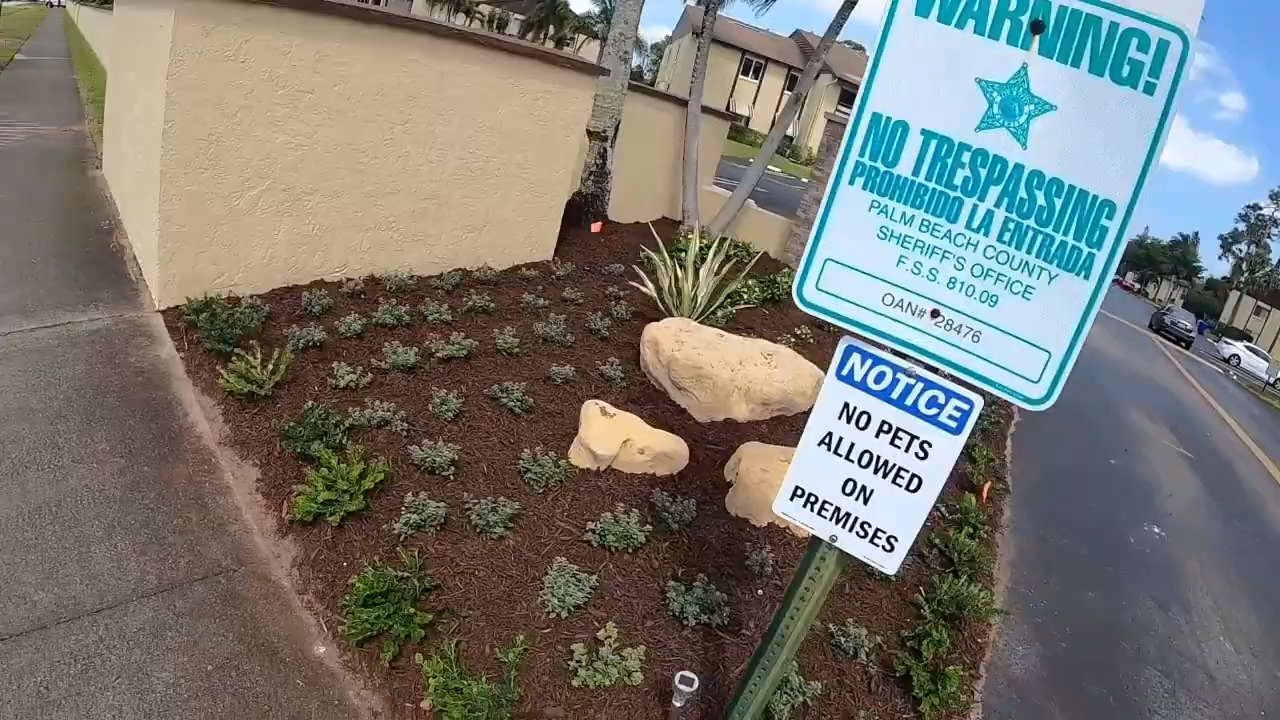 WARNING!
NO TRESPASSING
PROHIBIDO LA ENTRADA
PALM BEACH COUNTY
SHERIFF'S OFFICE
F.S.S. 810.09
OAN# 28476
NOTICE
NO PETS
ALLOWED
ON
PREMISES